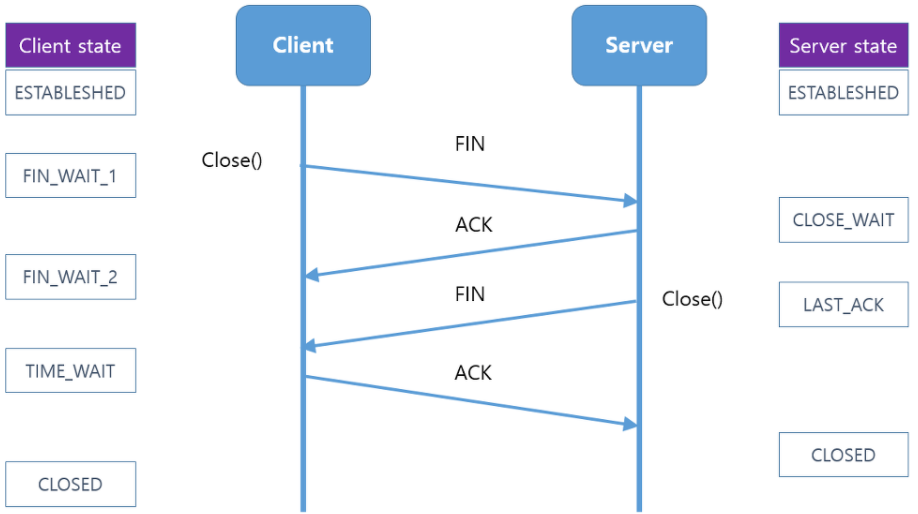 Client state
Client
Server
Server state
ESTABLESHED
ESTABLESHED
FIN
Close()
FIN_WAIT_1
ACK
CLOSE_WAIT
FIN_WAIT_2
FIN
Close()
LAST_ACK
TIME_WAIT
ACK
CLOSED
CLOSED